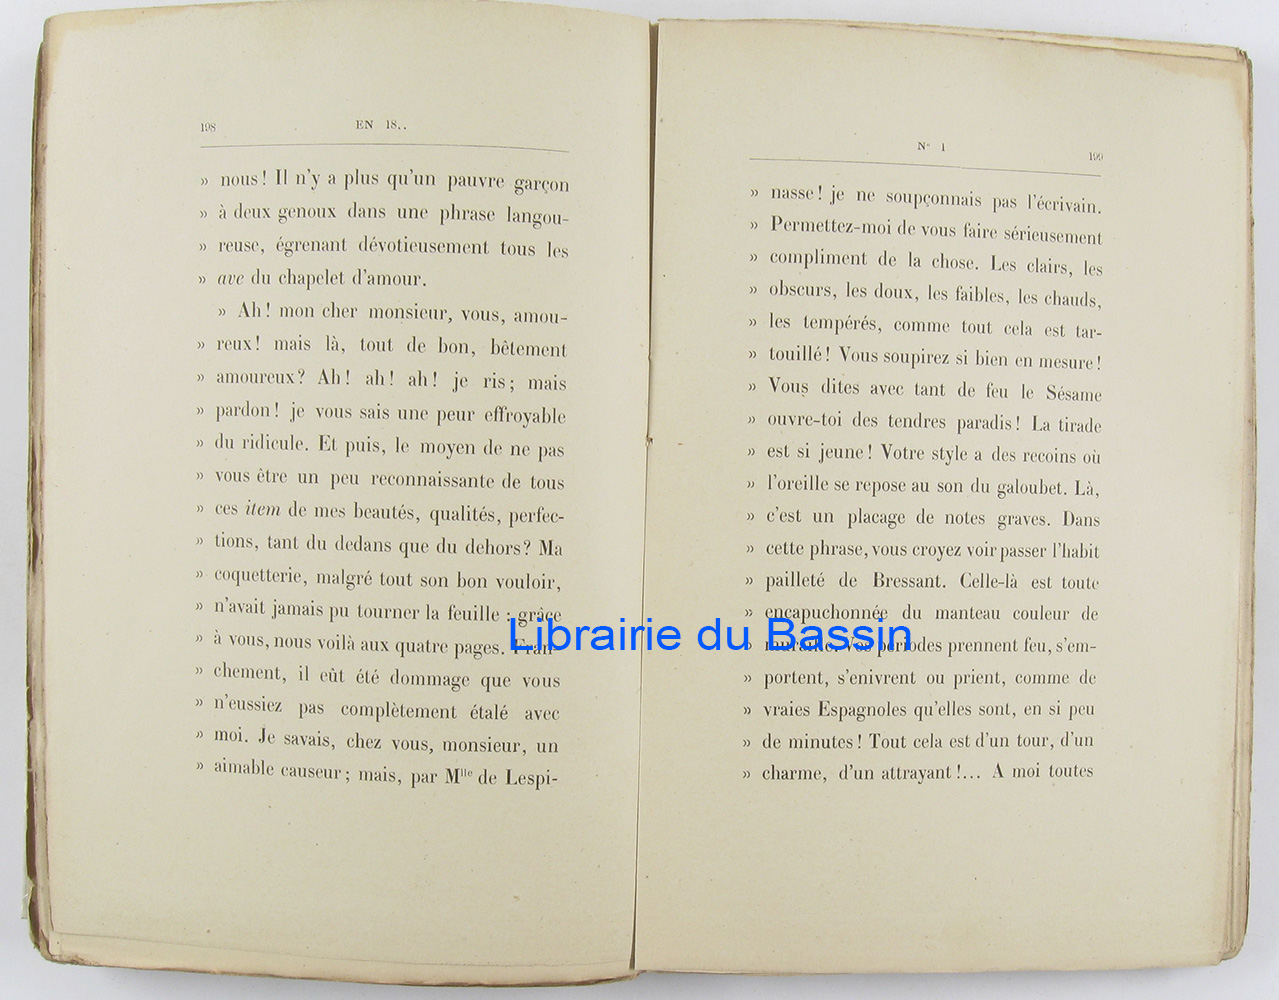 198
EN 18..
» nous! Il n'y a plus qu'un pauvre garçon
» à deux genoux dans une phrase langou-
» reuse, égrenant dévotieusement tous les
» ave du chapelet d'amour.
» Ah! mon cher monsieur, vous, amou-
» reux! mais là, tout de bon, bêtement
» amoureux? Ah! ah! ah! je ris; mais
» pardon! je vous sais une peur effroyable
» du ridicule. Et puis, le moyen de ne pas
» vous être un peu reconnaissante de tous
» ces item de mes beautés, qualités, perfec-
» tions, tant du dedans que du dehors? Ma
» coquetterie, malgré tout son bon vouloir,
» n'avait jamais pu tourner la feuille : grâce
» à vous, nous voilà aux quatre pages. Fran-
» chement, il eût été dommage que vous
» n'eussiez pas complètement étalé avec
» moi. Je savais, chez vous, monsieur, un
» aimable causeur; mais, par Mlle de Lespi-
N° 1
199
» nasse! je ne soupçonnais pas l'écrivain.
» Permettez-moi de vous faire sérieusement
» compliment de la chose. Les clairs, les
» obscurs, les doux, les faibles, les chauds,
» les tempérés, comme tout cela est tar-
» touillé! Vous soupirez si bien en mesure!
» Vous dites avec tant de feu le Sésame
» ouvre-toi des tendres paradis! La tirade
» est si jeune! Votre style a des recoins où
» l'oreille se repose au son du galoubet. Là,
» c'est un placage de notes graves. Dans
» cette phrase, vous croyez voir passer l'habit
» pailleté de Bressant. Celle-là est toute
» encapuchonnée du manteau couleur de
» muraille. Vos périodes prennent feu, s'em-
» portent, s'enivrent ou prient, comme de
» vraies Espagnoles qu'elles sont, en si peu
» de minutes! Tout cela est d'un tour, d'un
» charme, d'un attrayant!... A moi toutes
Librairie du Bassin